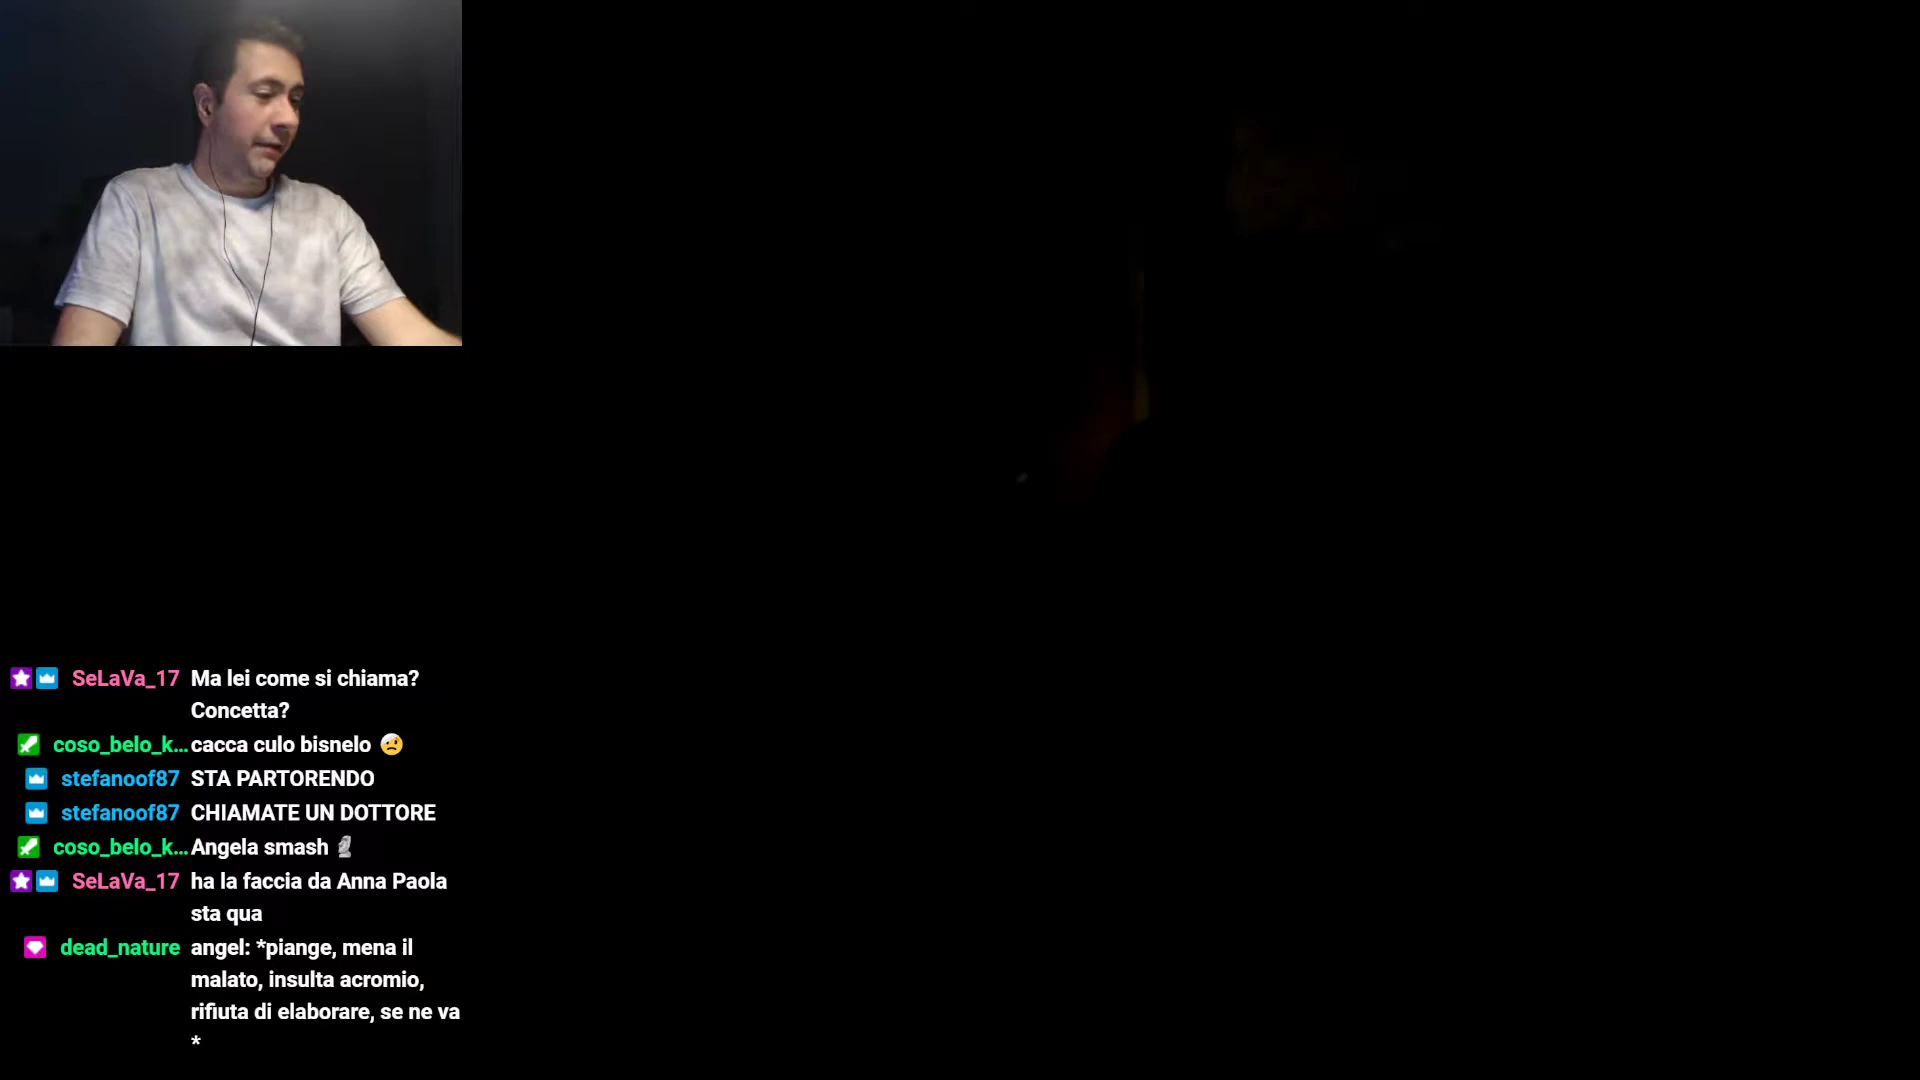 SeLaVa_17 Ma lei come si chiama?
Concetta?
coso_belo_k... cacca culo bisnelo 🤕
stefanoof87 STA PARTORENDO
stefanoof87 CHIAMATE UN DOTTORE
coso_belo_k... Angela smash 🗿
SeLaVa_17 ha la faccia da Anna Paola
sta qua
dead_nature angel: *piange, mena il
malato, insulta acromio,
rifiuta di elaborare, se ne va
*